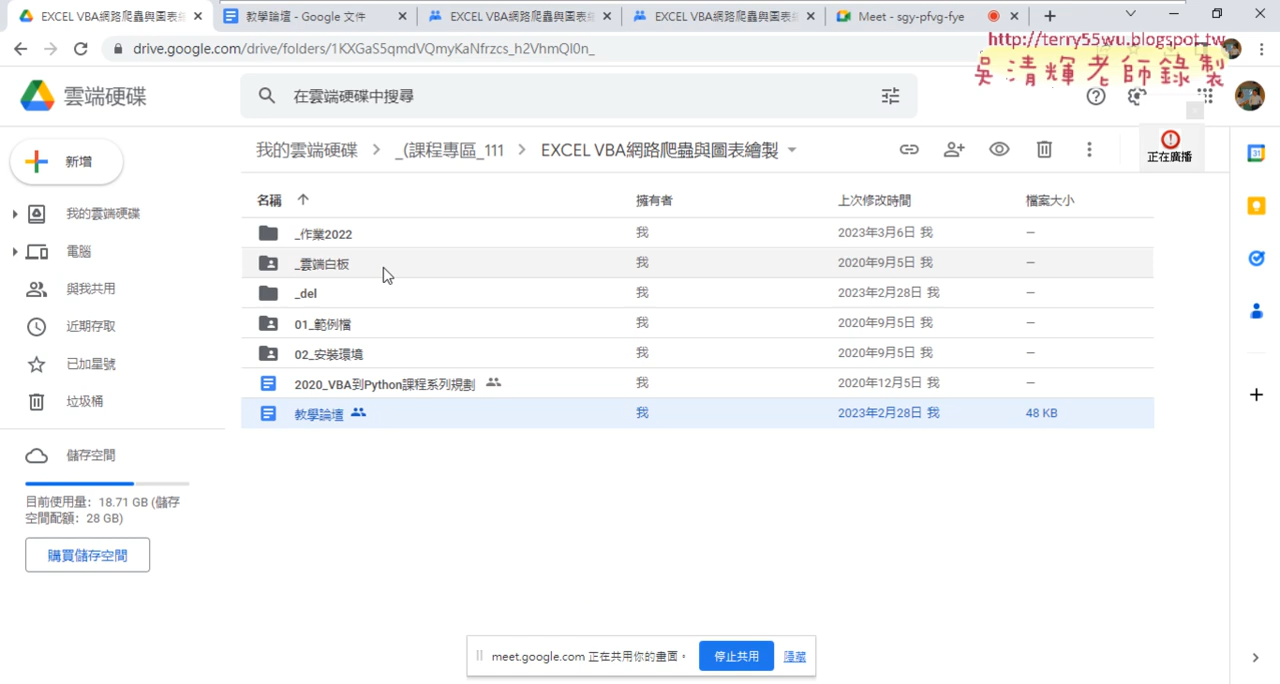 EXCEL VBA網路爬蟲與圖表
教學論壇 - Google 文件
EXCEL VBA網路爬蟲與圖表
EXCEL VBA網路爬蟲與圖表
Meet - sgy-pfvg-fye
drive.google.com/drive/folders/1KXGaS5qmdVQmyKaNfrzcs_h2VhmQl0n_
http://terry55wu.blogspot.tw
吳清輝老師錄製
雲端硬碟
在雲端硬碟中搜尋
新增
我的雲端硬碟 > _(課程專區_111 > EXCEL VBA網路爬蟲與圖表繪製
正在廣播
31
名稱 擁有者 上次修改時間 檔案大小
_作業2022 我 2023年3月6日 我 –
_雲端白板 我 2020年9月5日 我 –
_del 我 2023年2月28日 我 –
01_範例檔 我 2020年9月5日 我 –
02_安裝環境 我 2020年9月5日 我 –
2020_VBA到Python課程系列規劃 我 2020年12月5日 我 –
教學論壇 我 2023年2月28日 我 48 KB
我的雲端硬碟
電腦
與我共用
近期存取
已加星號
垃圾桶
儲存空間
目前使用量：18.71 GB (儲存
空間配額：28 GB)
購買儲存空間
meet.google.com 正在共用你的畫面。 停止共用 隱藏